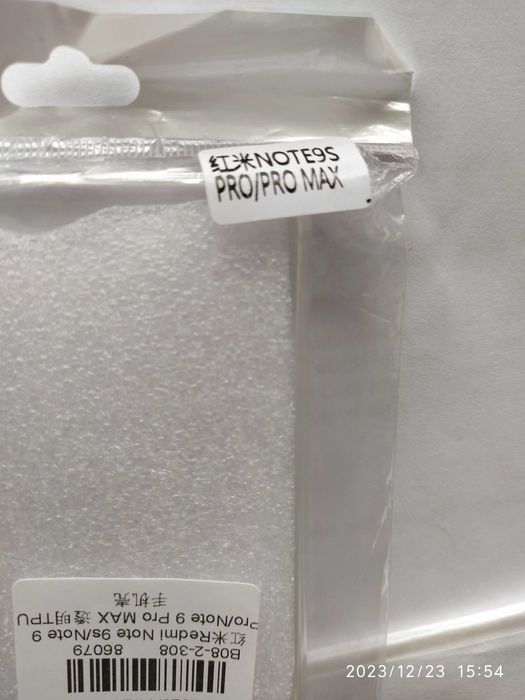 红米NOTE9S
PRO/PRO MAX
B08-2-308 86079
红米Redmi Note 9s/Note 9
Pro/Note 9 Pro MAX 透明TPU
手机壳
2023/12/23 15:54